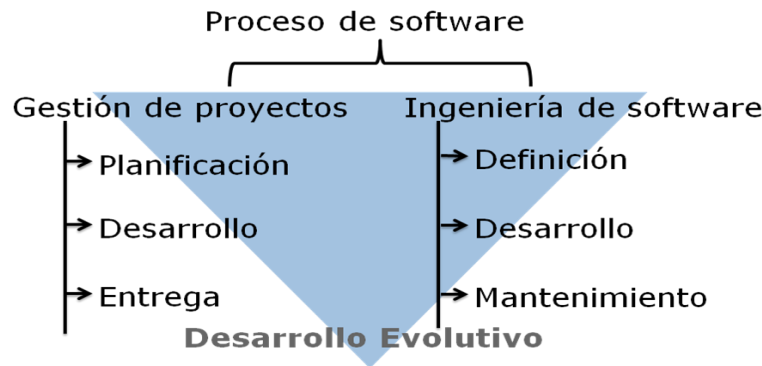 Proceso de software
Gestión de proyectos
Planificación
Desarrollo
Entrega
Ingeniería de software
Definición
Desarrollo
Mantenimiento
Desarrollo Evolutivo